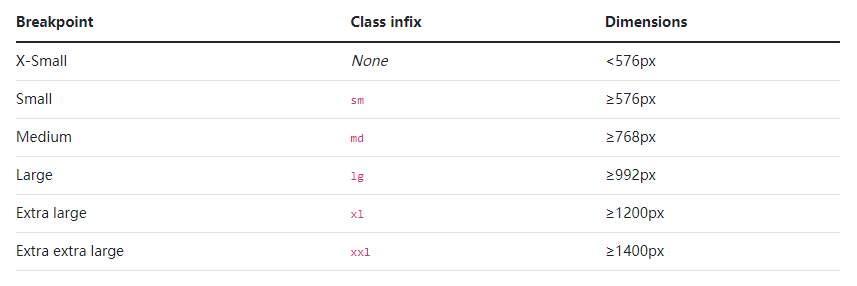 Breakpoint Class infix Dimensions
X-Small None <576px
Small sm ≥576px
Medium md ≥768px
Large lg ≥992px
Extra large xl ≥1200px
Extra extra large xxl ≥1400px